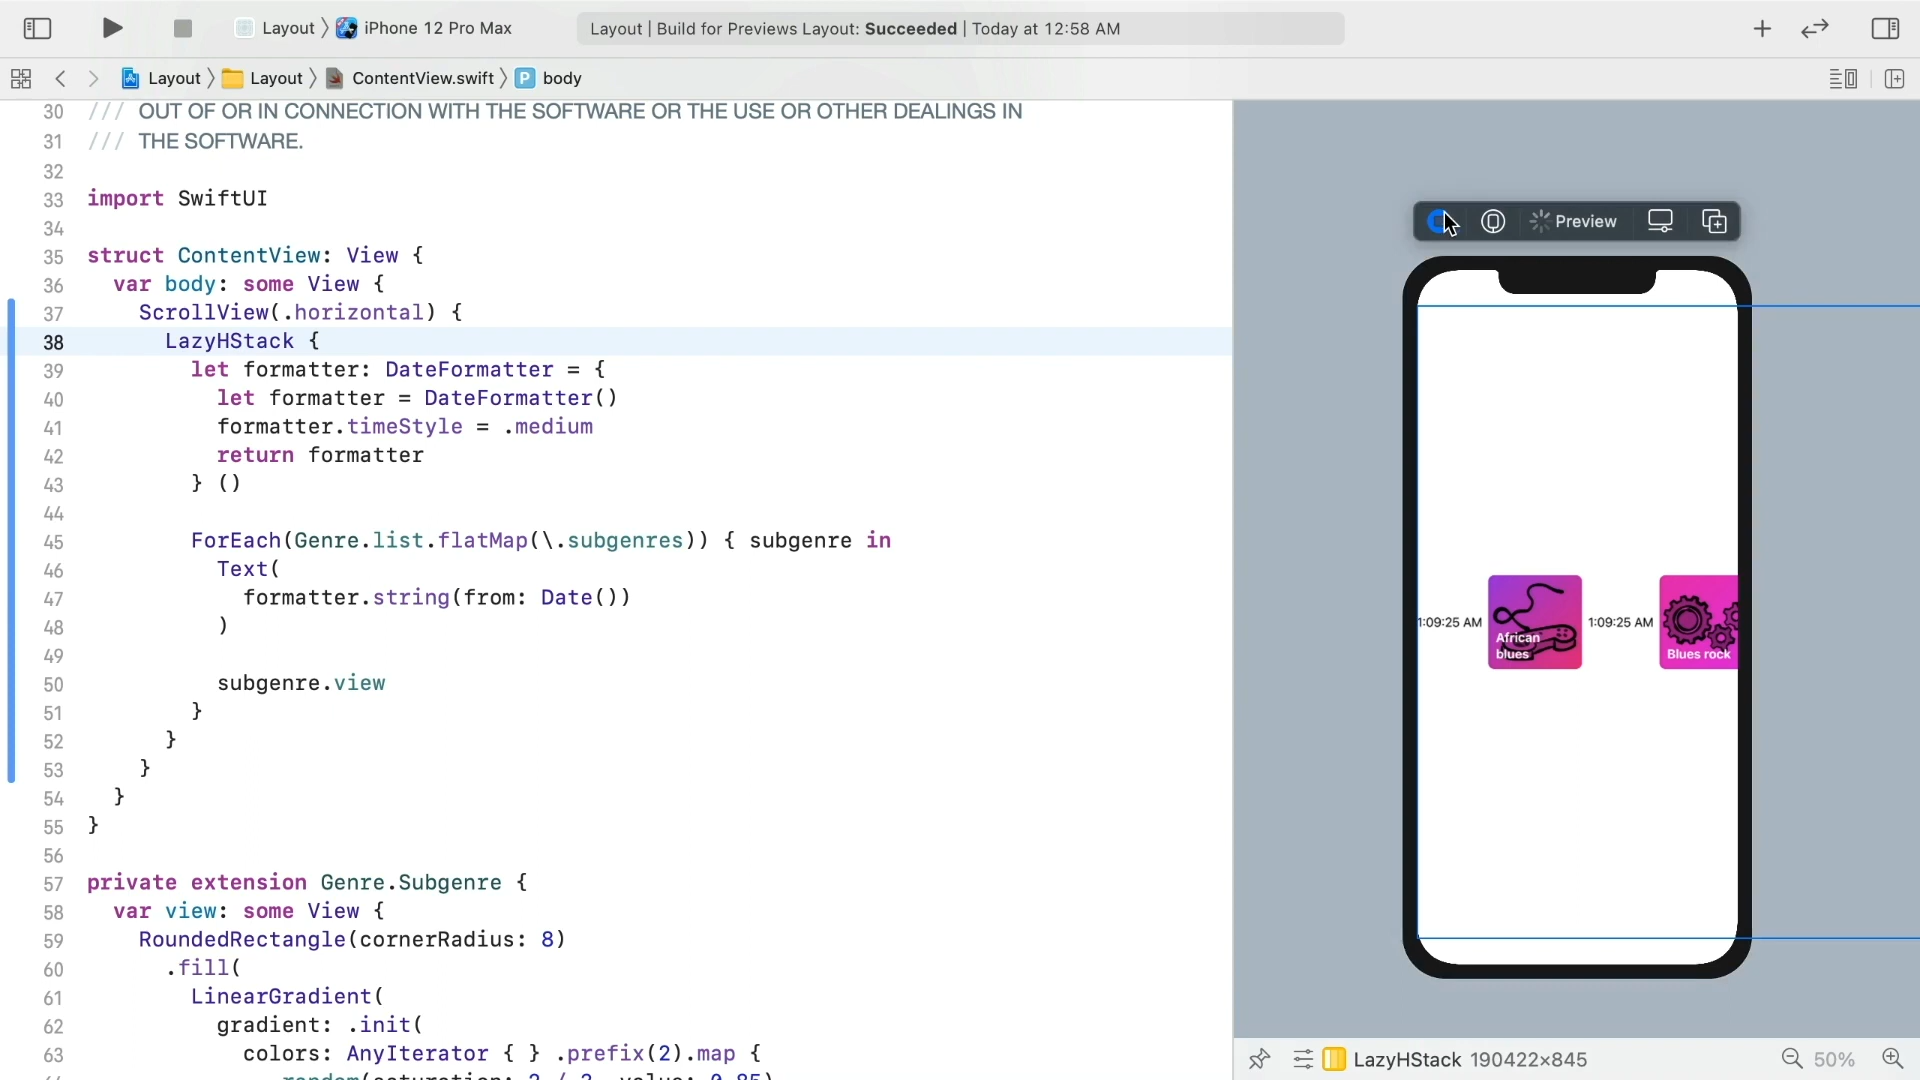 Layout 〉 iPhone 12 Pro Max
Layout | Build for Previews Layout: Succeeded | Today at 12:58 AM
Layout 〉 Layout 〉 ContentView.swift 〉 P body
30 /// OUT OF OR IN CONNECTION WITH THE SOFTWARE OR THE USE OR OTHER DEALINGS IN
31 /// THE SOFTWARE.
32
33 import SwiftUI
34
35 struct ContentView: View {
36 var body: some View {
37 ScrollView(.horizontal) {
38 LazyHStack {
39 let formatter: DateFormatter = {
40 let formatter = DateFormatter()
41 formatter.timeStyle = .medium
42 return formatter
43 } ()
44
45 ForEach(Genre.list.flatMap(\.subgenres)) { subgenre in
46 Text(
47 formatter.string(from: Date())
48 )
49
50 subgenre.view
51 }
52 }
53 }
54 }
55 }
56
57 private extension Genre.Subgenre {
58 var view: some View {
59 RoundedRectangle(cornerRadius: 8)
60 .fill(
61 LinearGradient(
62 gradient: .init(
63 colors: AnyIterator { } .prefix(2).map {
Preview
1:09:25 AM
African
blues
1:09:25 AM
Blues rock
LazyHStack 190422×845
50%